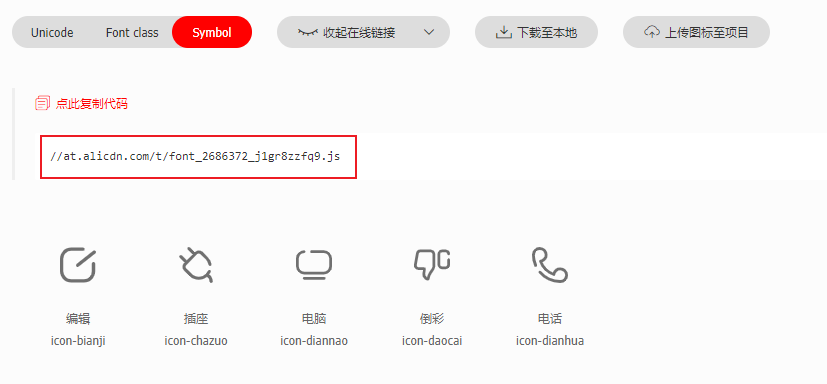 Unicode Font class Symbol 收起在线链接 下载至本地 上传图标至项目
点此复制代码
//at.alicdn.com/t/font_2686372_j1gr8zzfq9.js
编辑 插座 电脑 倒彩 电话
icon-bianji icon-chazuo icon-diannao icon-daocai icon-dianhua